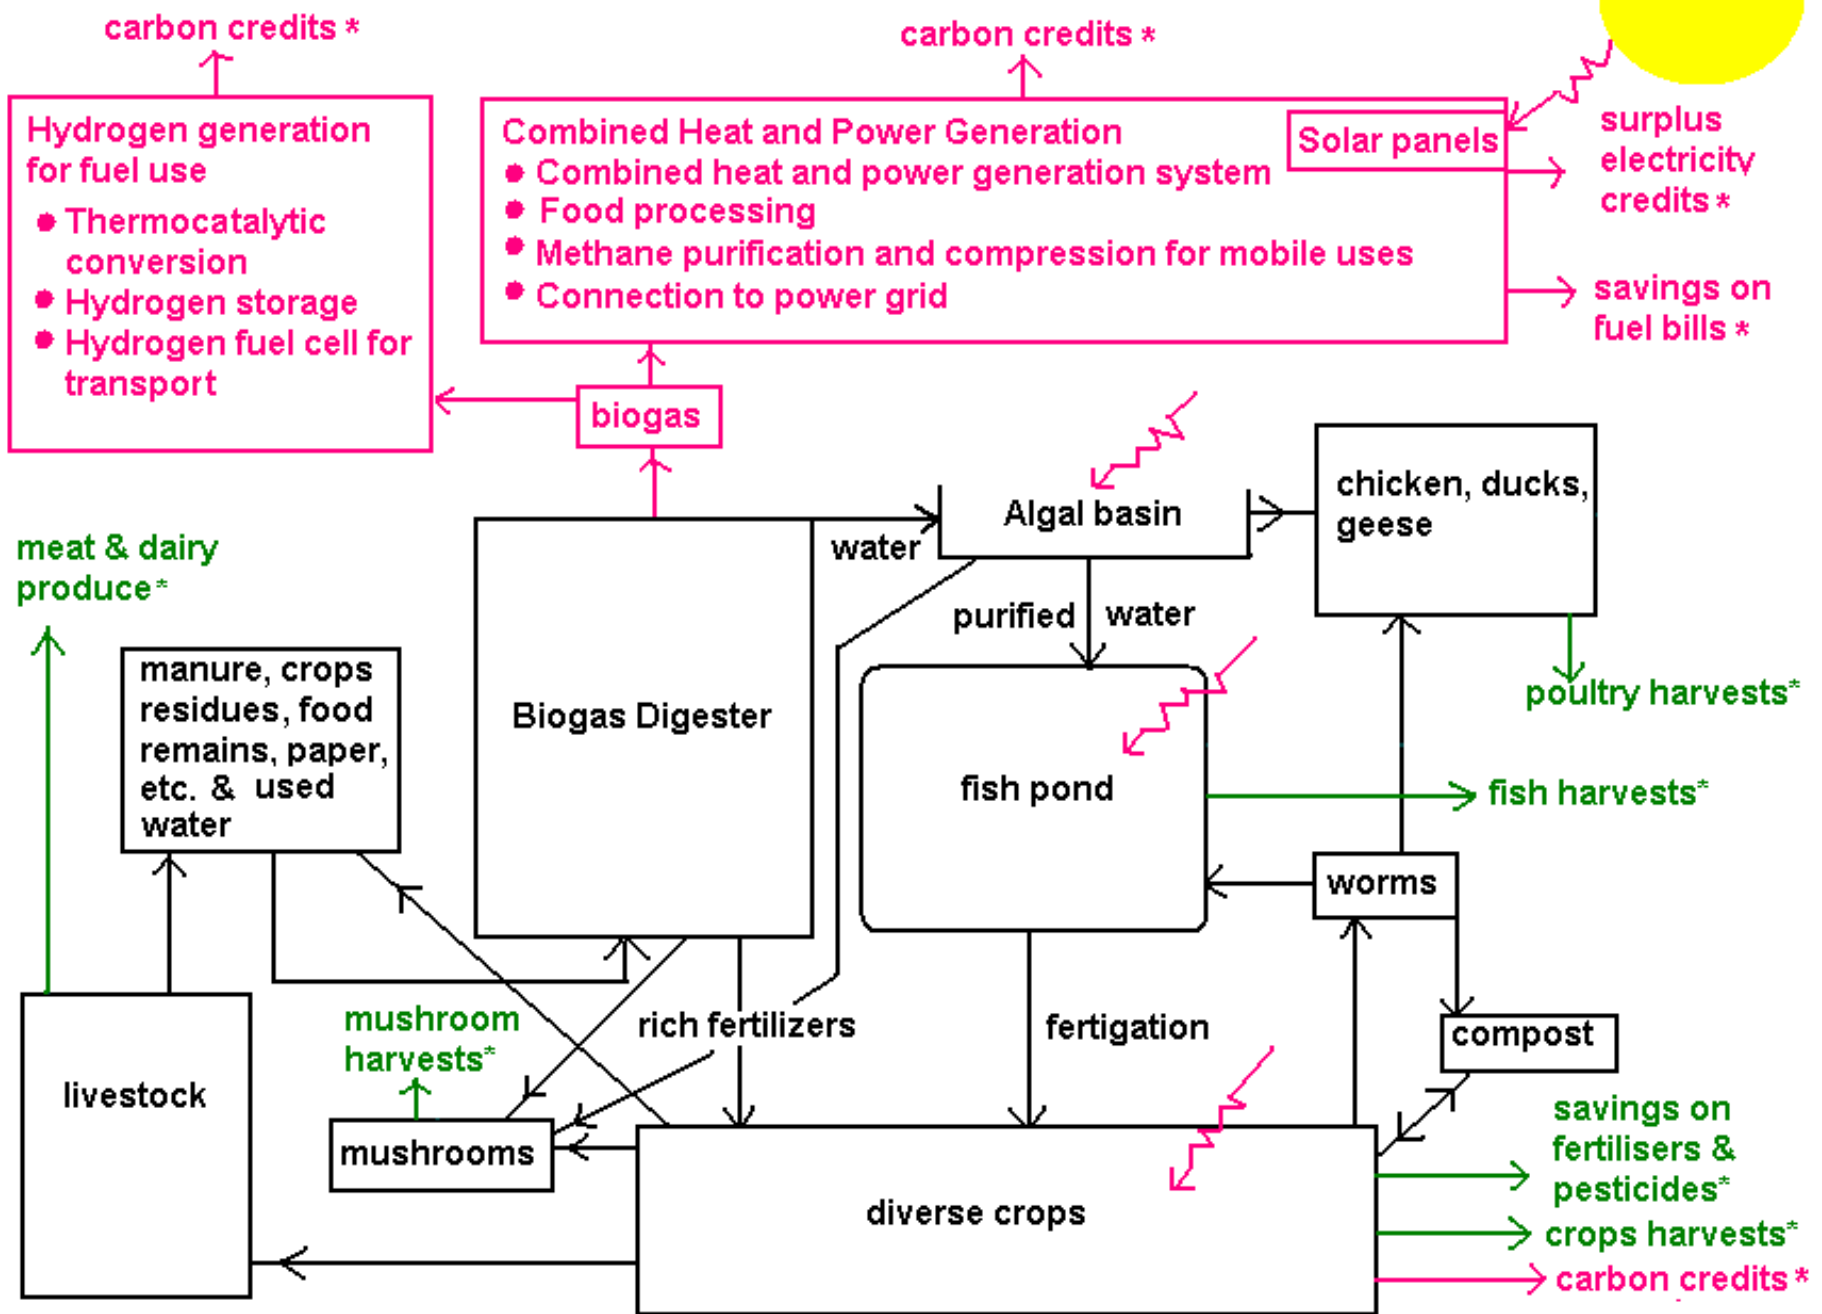 carbon credits *
carbon credits *
Hydrogen generation
for fuel use
● Thermocatalytic
conversion
● Hydrogen storage
● Hydrogen fuel cell for
transport
Combined Heat and Power Generation
● Combined heat and power generation system
● Food processing
● Methane purification and compression for mobile uses
● Connection to power grid
Solar panels
surplus
electricity
credits *
savings on
fuel bills *
biogas
Algal basin
chicken, ducks,
geese
water
meat & dairy
produce*
purified water
manure, crops
residues, food
remains, paper,
etc. & used
water
Biogas Digester
poultry harvests*
fish pond
fish harvests*
worms
mushroom
harvests*
rich fertilizers
fertigation
compost
livestock
mushrooms
diverse crops
savings on
fertilisers &
pesticides*
crops harvests*
carbon credits *